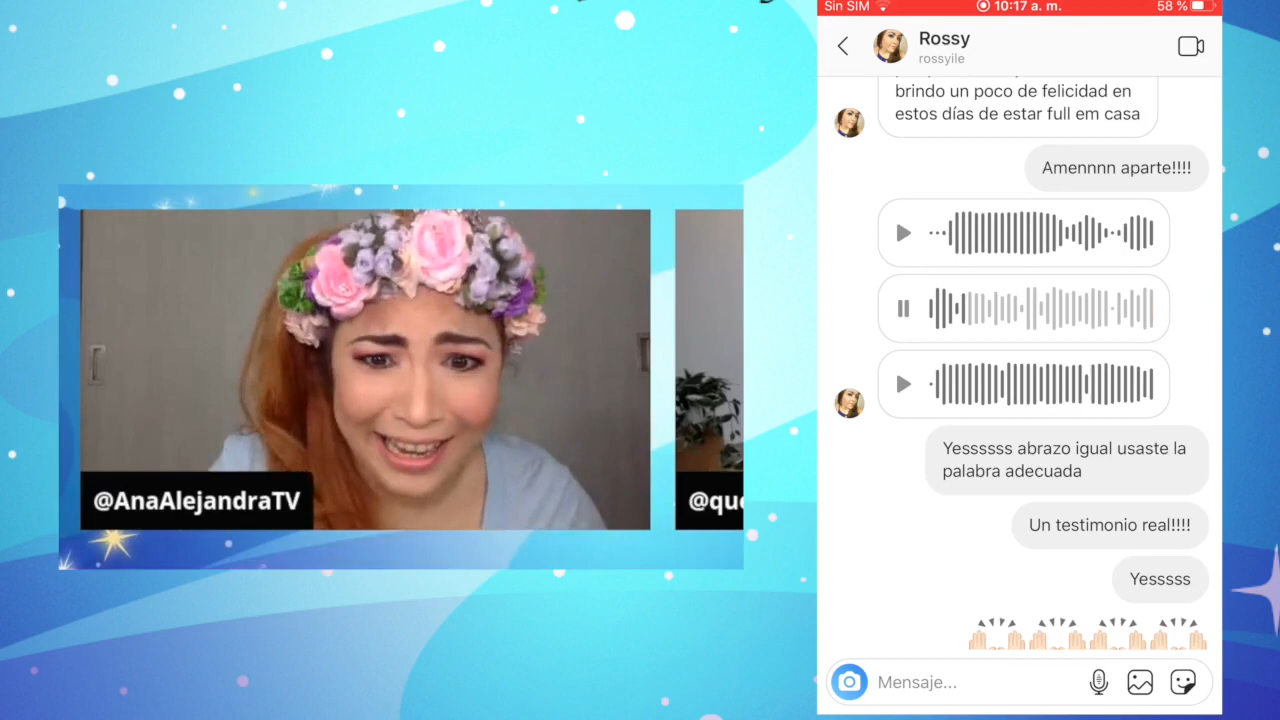 @AnaAlejandraTV
Sin SIM
10:17 a. m.
58 %
Rossy
rossyile
brindo un poco de felicidad en
estos días de estar full em casa
Amennnn aparte!!!!
Yessssss abrazo igual usaste la
palabra adecuada
Un testimonio real!!!!
Yesssss
Mensaje...